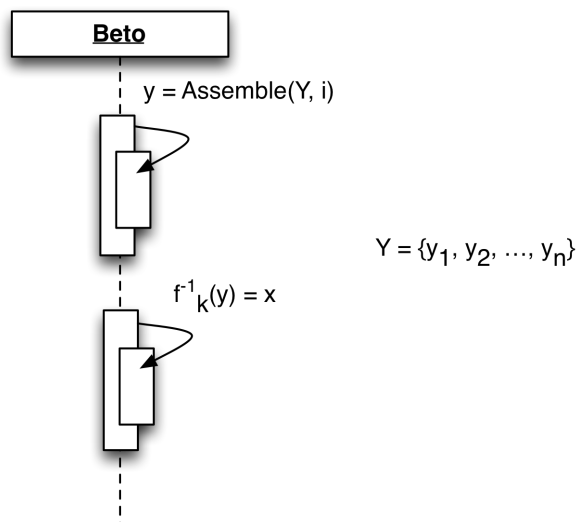 Beto
y = Assemble(Y, i)
Y = {y₁, y₂, ..., yₙ}
f⁻¹ₖ(y) = x